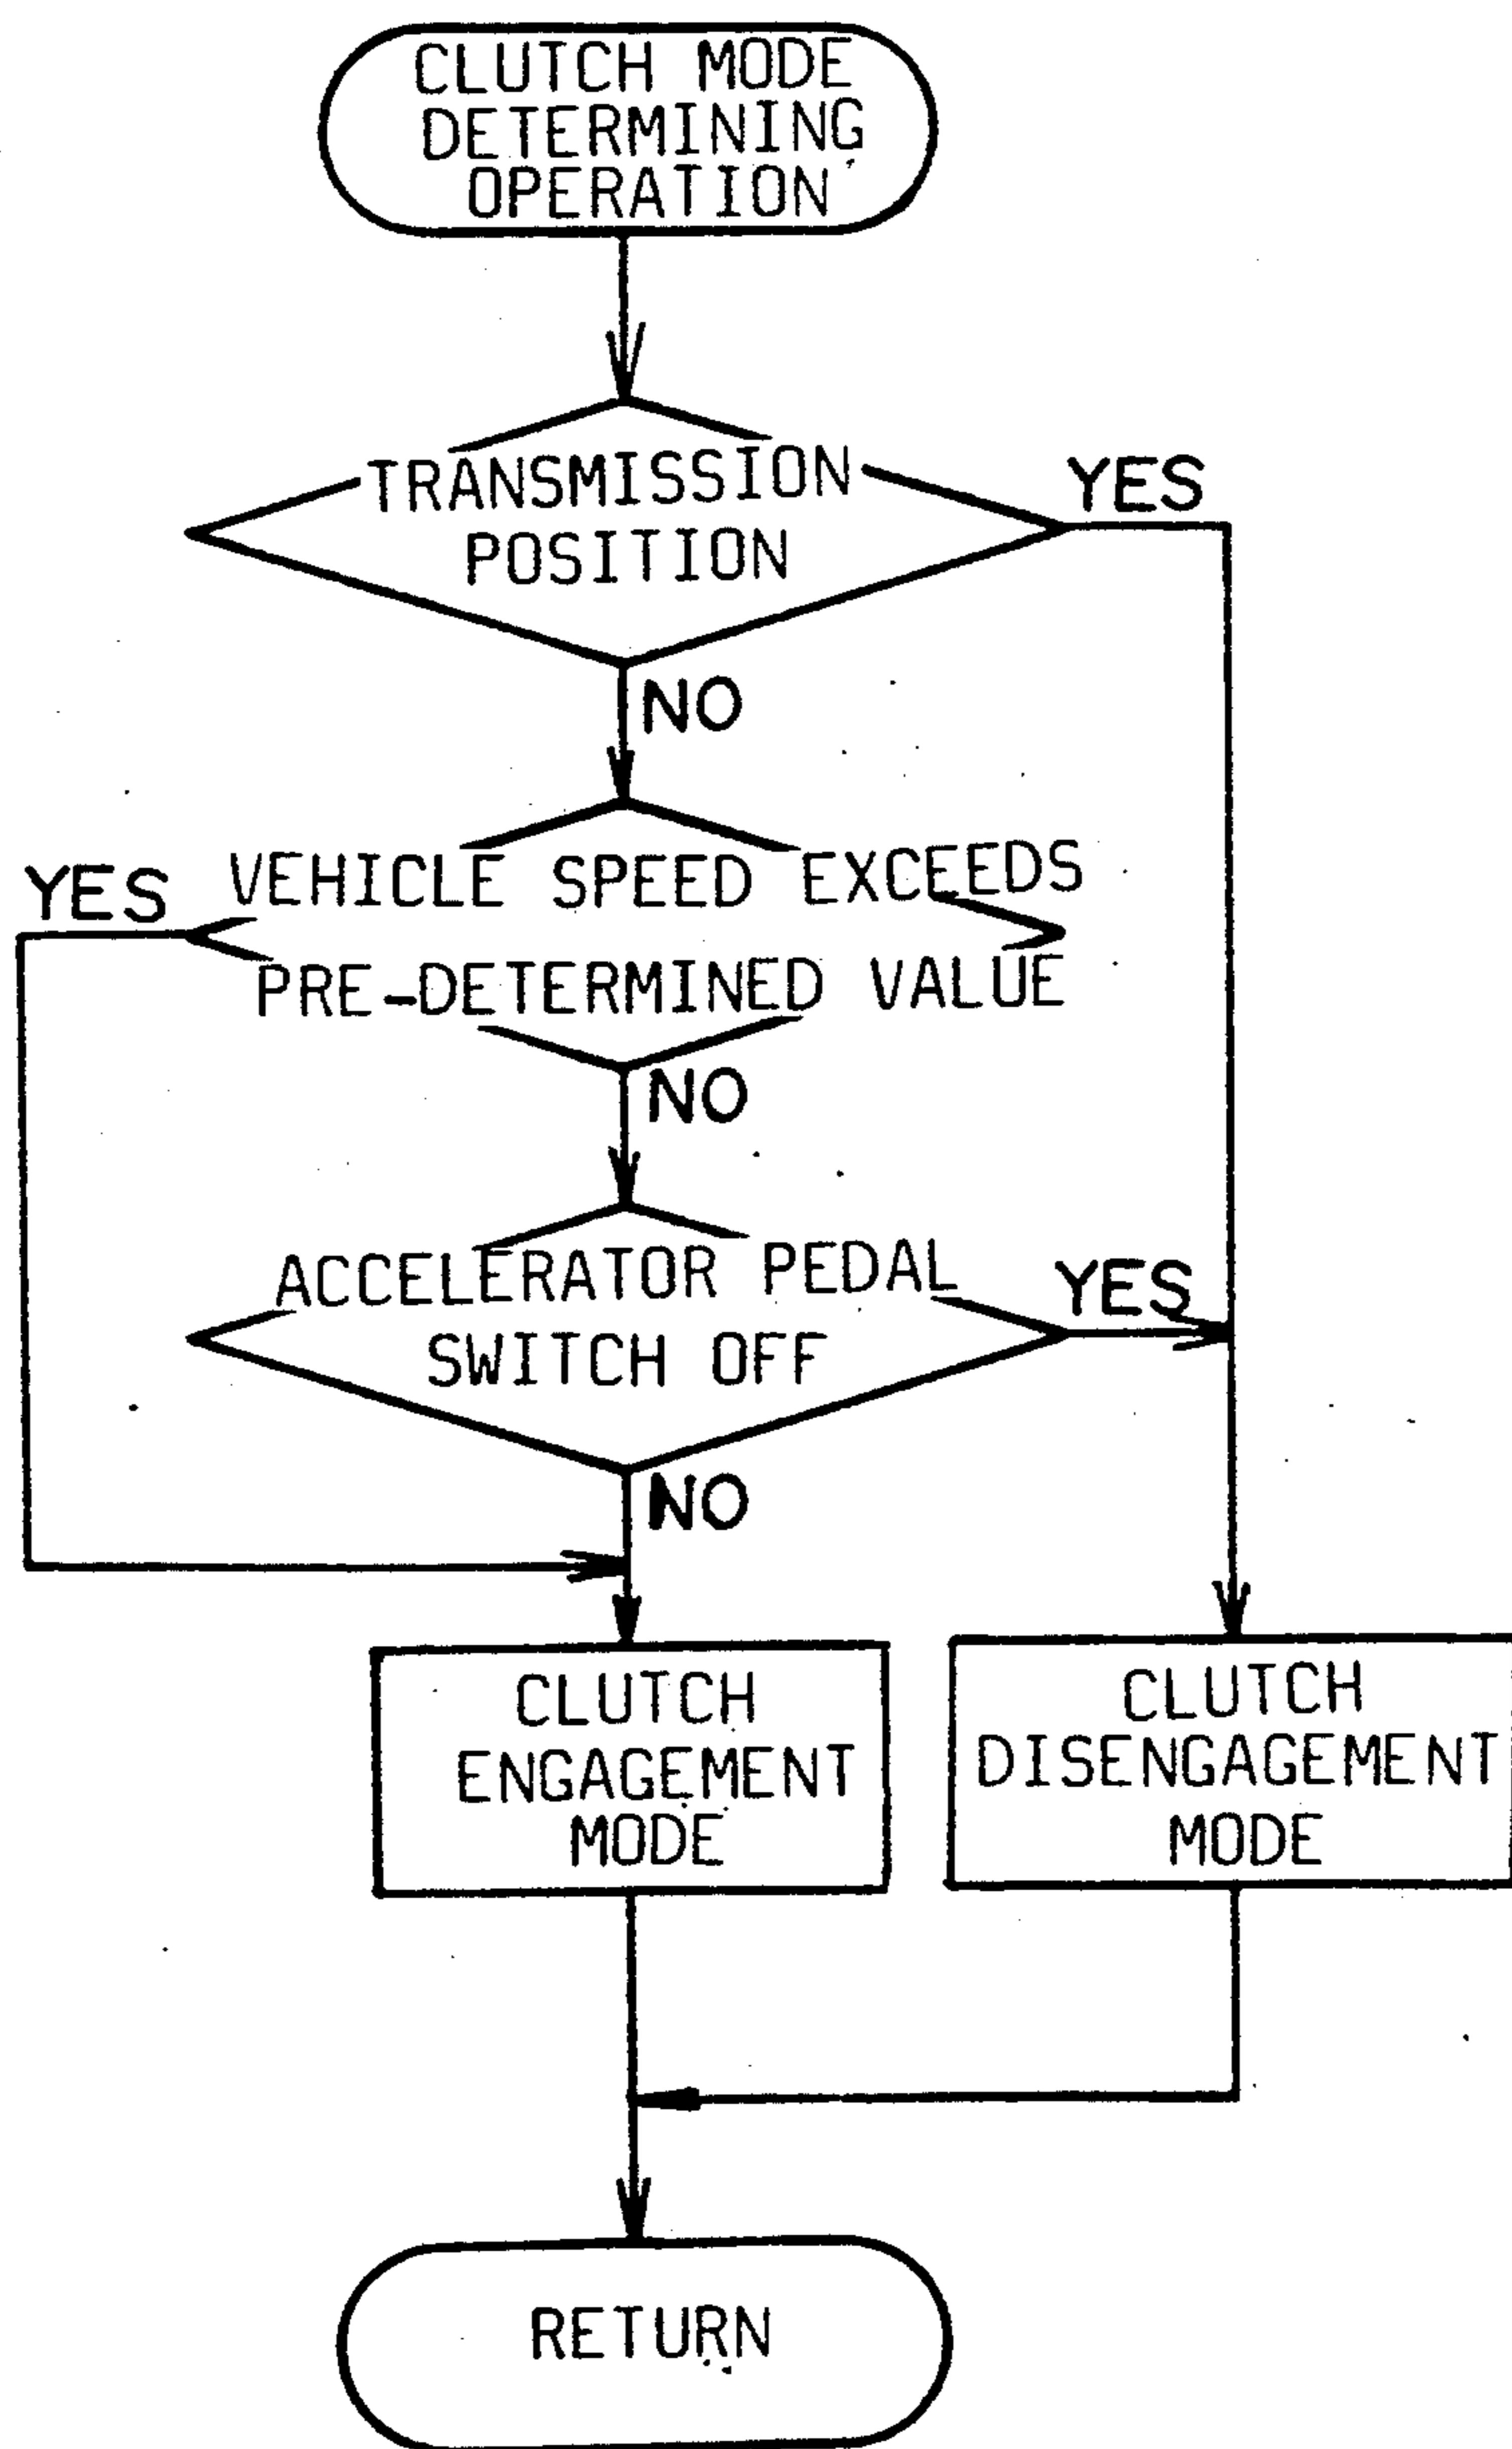 CLUTCH MODE
DETERMINING
OPERATION
TRANSMISSION
POSITION
YES
NO
VEHICLE SPEED EXCEEDS
PRE-DETERMINED VALUE
YES
NO
ACCELERATOR PEDAL
SWITCH OFF
YES
NO
CLUTCH
ENGAGEMENT
MODE
CLUTCH
DISENGAGEMENT
MODE
RETURN